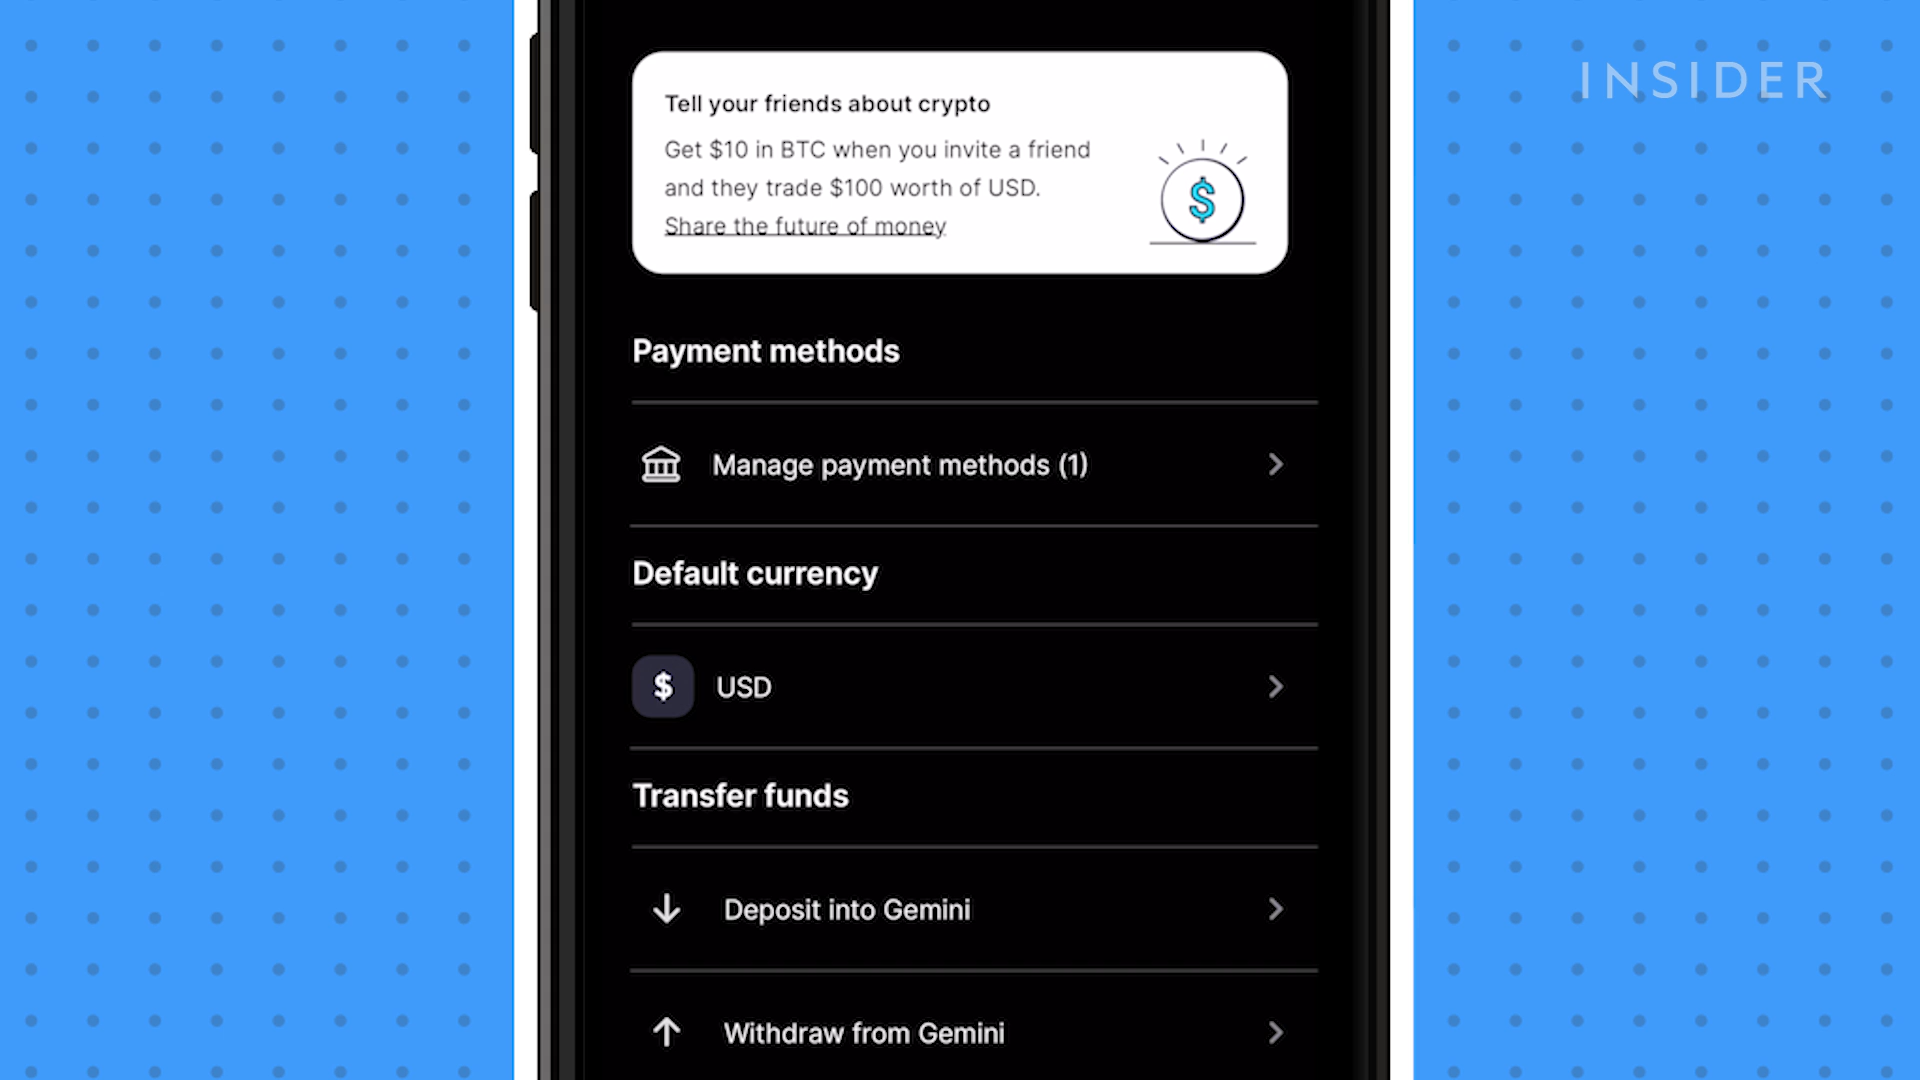 INSIDER
Tell your friends about crypto
Get $10 in BTC when you invite a friend
and they trade $100 worth of USD.
Share the future of money
$
Payment methods
Manage payment methods (1)
Default currency
$ USD
Transfer funds
Deposit into Gemini
Withdraw from Gemini